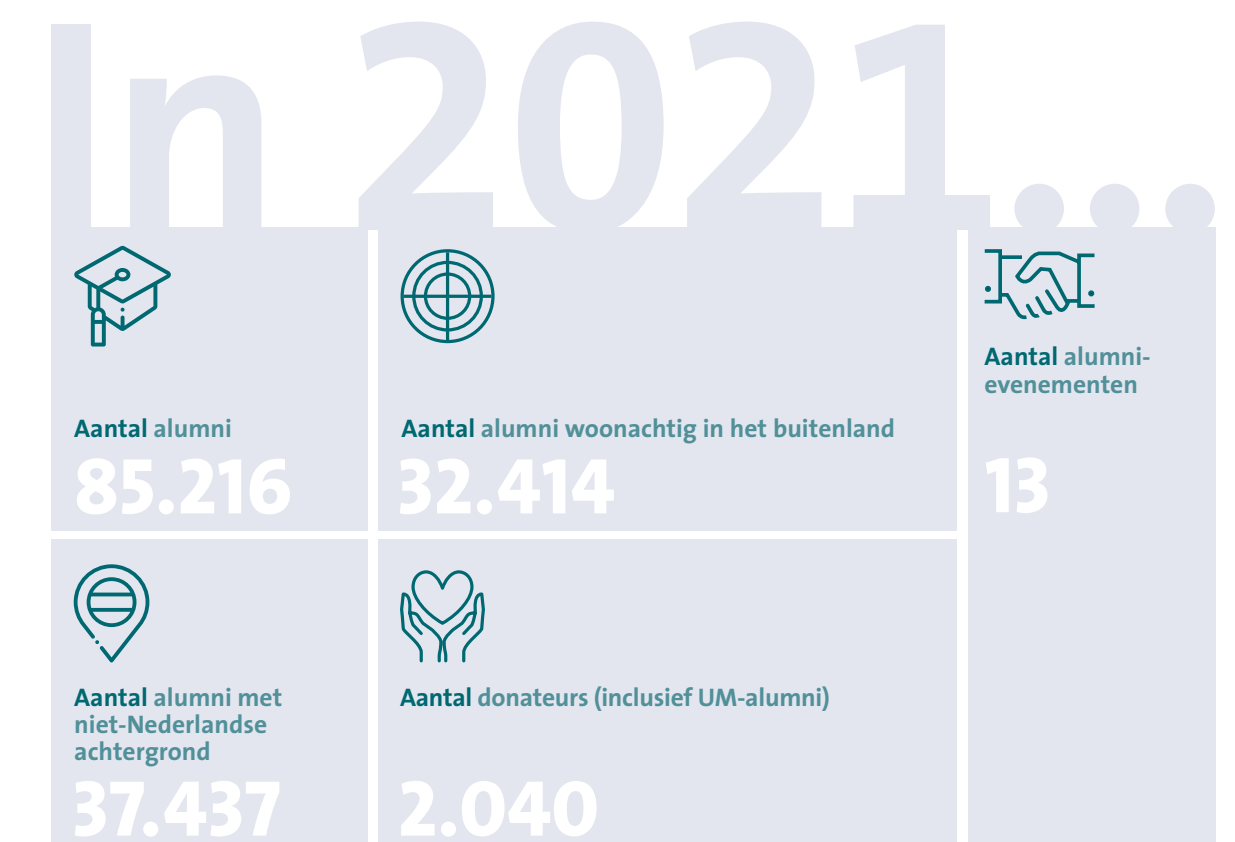 In 2021...
Aantal alumni
85.216
Aantal alumni woonachtig in het buitenland
32.414
Aantal alumni-
evenementen
13
Aantal alumni met
niet-Nederlandse
achtergrond
37.437
Aantal donateurs (inclusief UM-alumni)
2.040